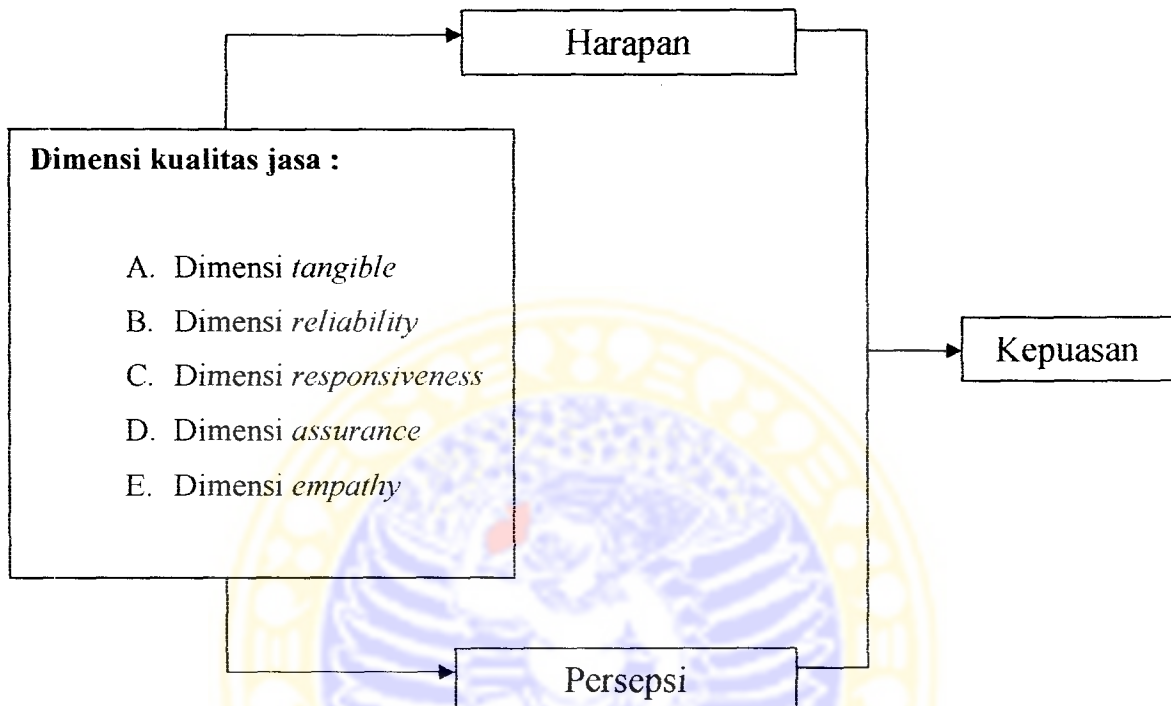 Harapan
Dimensi kualitas jasa :
A. Dimensi tangible
B. Dimensi reliability
C. Dimensi responsiveness
D. Dimensi assurance
E. Dimensi empathy
Kepuasan
Persepsi